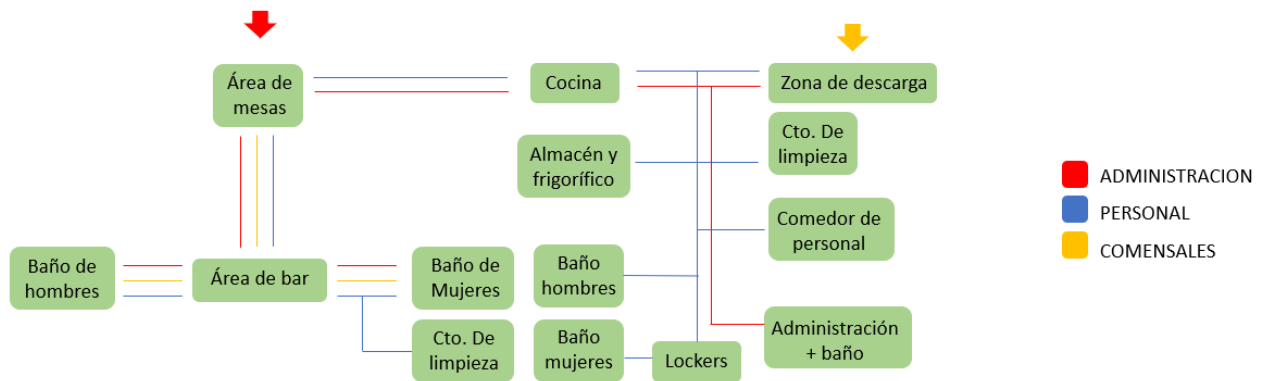 Área de
mesas
Cocina
Zona de descarga
Almacén y
frigorífico
Cto. De
limpieza
Comedor de
personal
Baño de
hombres
Área de bar
Baño de
Mujeres
Cto. De
limpieza
Baño
hombres
Baño
mujeres
Lockers
Administración
+ baño
ADMINISTRACION
PERSONAL
COMENSALES